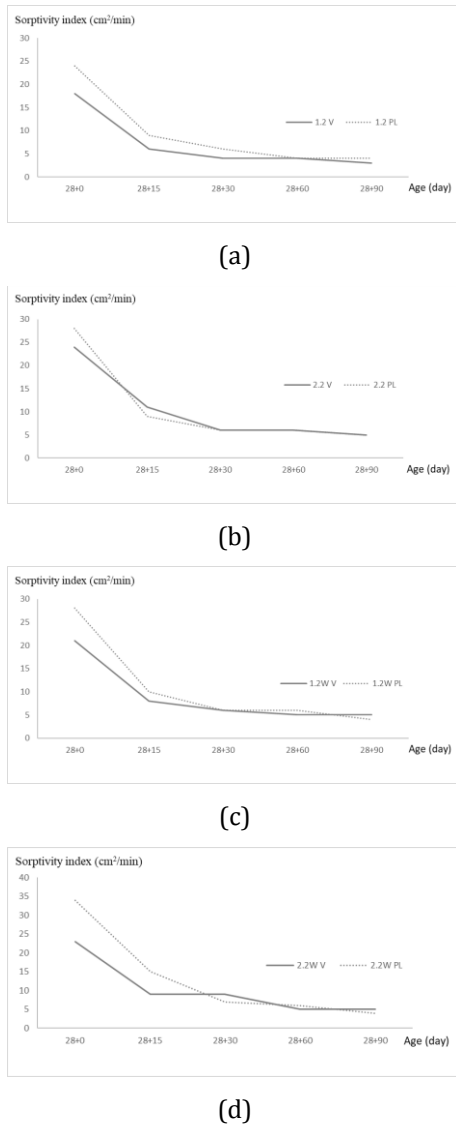 Sorptivity index (cm²/min)
30
25
20
15
10
5
0
1.2 V 1.2 PL
28+0 28+15 28+30 28+60 28+90 Age (day)
(a)
Sorptivity index (cm²/min)
30
25
20
15
10
5
0
2.2 V 2.2 PL
28+0 28+15 28+30 28+60 28+90 Age (day)
(b)
Sorptivity index (cm²/min)
30
25
20
15
10
5
0
1.2W V 1.2W PL
28+0 28+15 28+30 28+60 28+90 Age (day)
(c)
Sorptivity index (cm²/min)
40
35
30
25
20
15
10
5
0
2.2W V 2.2W PL
28+0 28+15 28+30 28+60 28+90 Age (day)
(d)